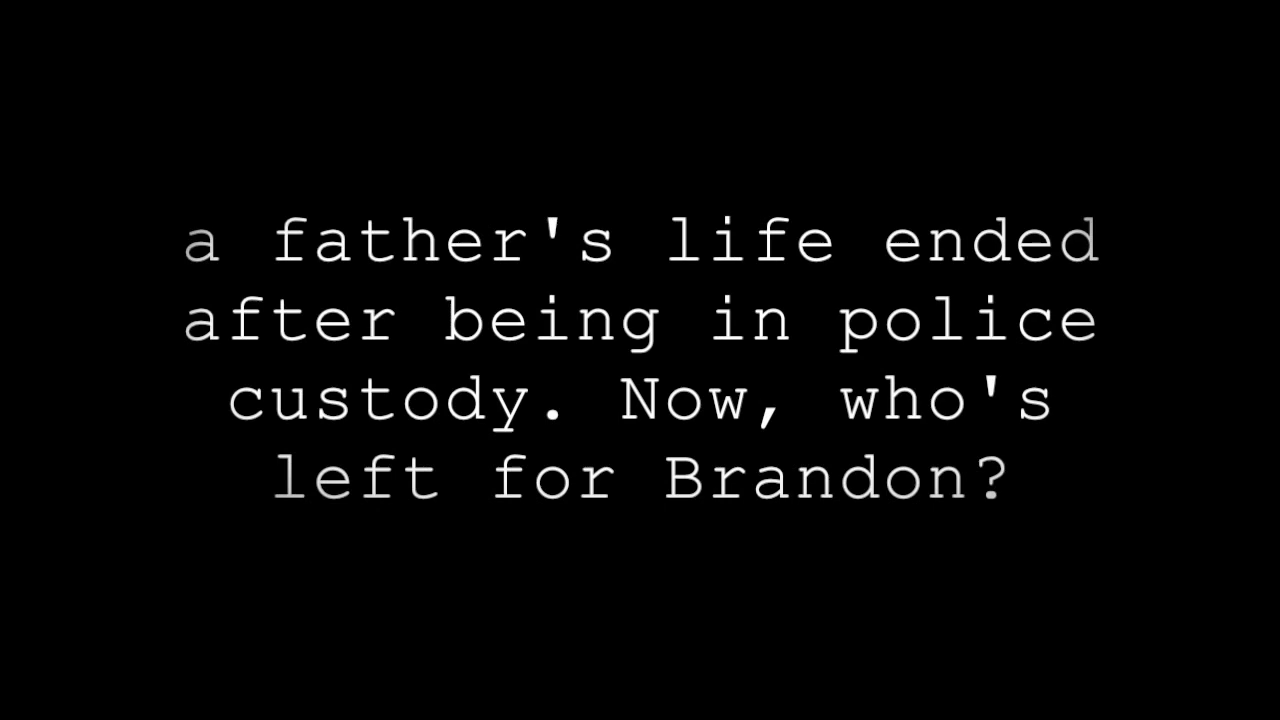 a father's life ended
after being in police
custody. Now, who's
left for Brandon?